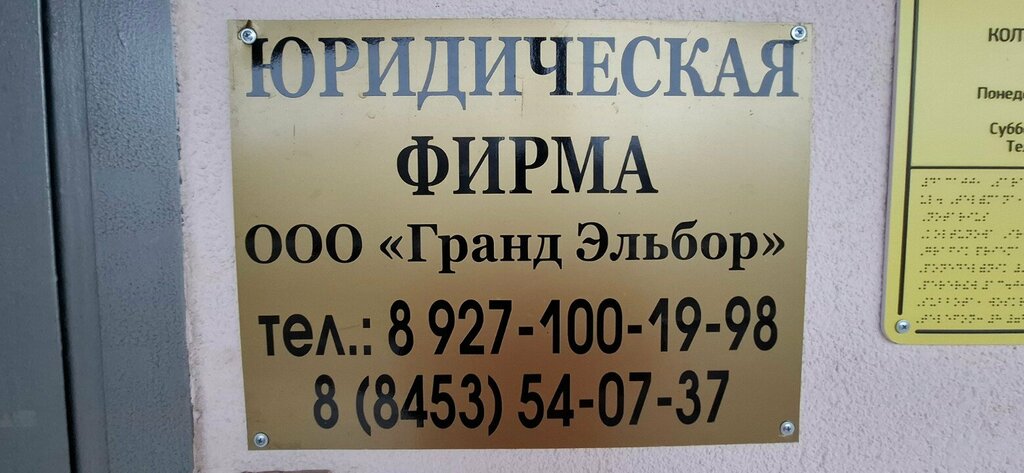 ЮРИДИЧЕСКАЯ
ФИРМА
ООО «Гранд Эльбор»
тел.: 8 927-100-19-98
8 (8453) 54-07-37